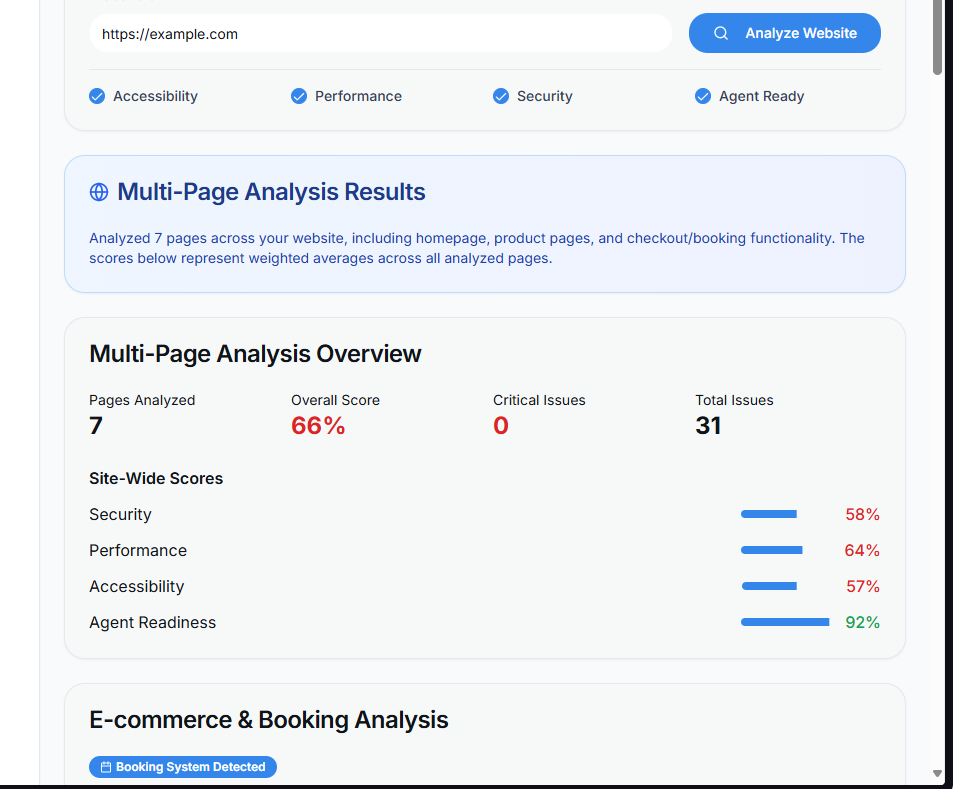 https://example.com
Analyze Website
Accessibility
Performance
Security
Agent Ready
Multi-Page Analysis Results
Analyzed 7 pages across your website, including homepage, product pages, and checkout/booking functionality. The
scores below represent weighted averages across all analyzed pages.
Multi-Page Analysis Overview
Pages Analyzed
7
Overall Score
66%
Critical Issues
0
Total Issues
31
Site-Wide Scores
Security 58%
Performance 64%
Accessibility 57%
Agent Readiness 92%
E-commerce & Booking Analysis
Booking System Detected